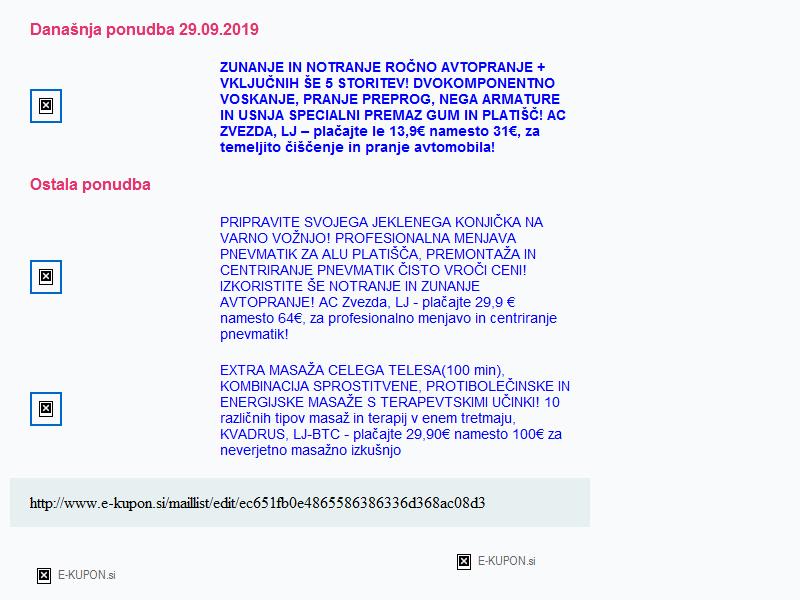 Današnja ponudba 29.09.2019
ZUNANJE IN NOTRANJE ROČNO AVTOPRANJE +
VKLJUČNIH ŠE 5 STORITEV! DVOKOMPONENTNO
VOSKANJE, PRANJE PREPROG, NEGA ARMATURE
IN USNJA SPECIALNI PREMAZ GUM IN PLATIŠČ! AC
ZVEZDA, LJ – plačajte le 13,9€ namesto 31€, za
temeljito čiščenje in pranje avtomobila!
Ostala ponudba
PRIPRAVITE SVOJEGA JEKLENEGA KONJIČKA NA
VARNO VOŽNJO! PROFESIONALNA MENJAVA
PNEVMATIK ZA ALU PLATIŠČA, PREMONTAŽA IN
CENTRIRANJE PNEVMATIK ČISTO VROČI CENI!
IZKORISTITE ŠE NOTRANJE IN ZUNANJE
AVTOPRANJE! AC Zvezda, LJ - plačajte 29,9 €
namesto 64€, za profesionalno menjavo in centriranje
pnevmatik!
EXTRA MASAŽA CELEGA TELESA(100 min),
KOMBINACIJA SPROSTITVENE, PROTIBOLEČINSKE IN
ENERGIJSKE MASAŽE S TERAPEVTSKIMI UČINKI! 10
različnih tipov masaž in terapij v enem tretmaju,
KVADRUS, LJ-BTC - plačajte 29,90€ namesto 100€ za
neverjetno masažno izkušnjo
http://www.e-kupon.si/maillist/edit/ec651fb0e4865586386336d368ac08d3
E-KUPON.si
E-KUPON.si